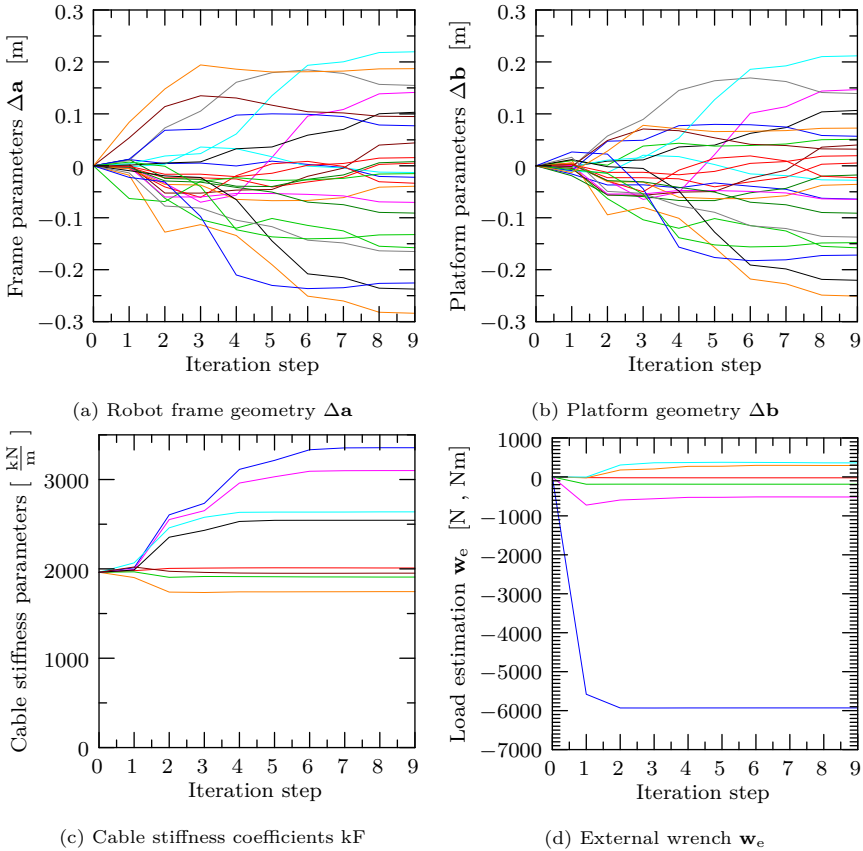 Frame parameters Δa [m]
0.3
0.2
0.1
0
−0.1
−0.2
−0.3
0 1 2 3 4 5 6 7 8 9
Iteration step
(a) Robot frame geometry Δa
Platform parameters Δb [m]
0.3
0.2
0.1
0
−0.1
−0.2
−0.3
0 1 2 3 4 5 6 7 8 9
Iteration step
(b) Platform geometry Δb
Cable stiffness parameters [ kN/m ]
3000
2000
1000
0
0 1 2 3 4 5 6 7 8 9
Iteration step
(c) Cable stiffness coefficients kF
Load estimation wₑ [N , Nm]
1000
0
−1000
−2000
−3000
−4000
−5000
−6000
−7000
0 1 2 3 4 5 6 7 8 9
Iteration step
(d) External wrench wₑ